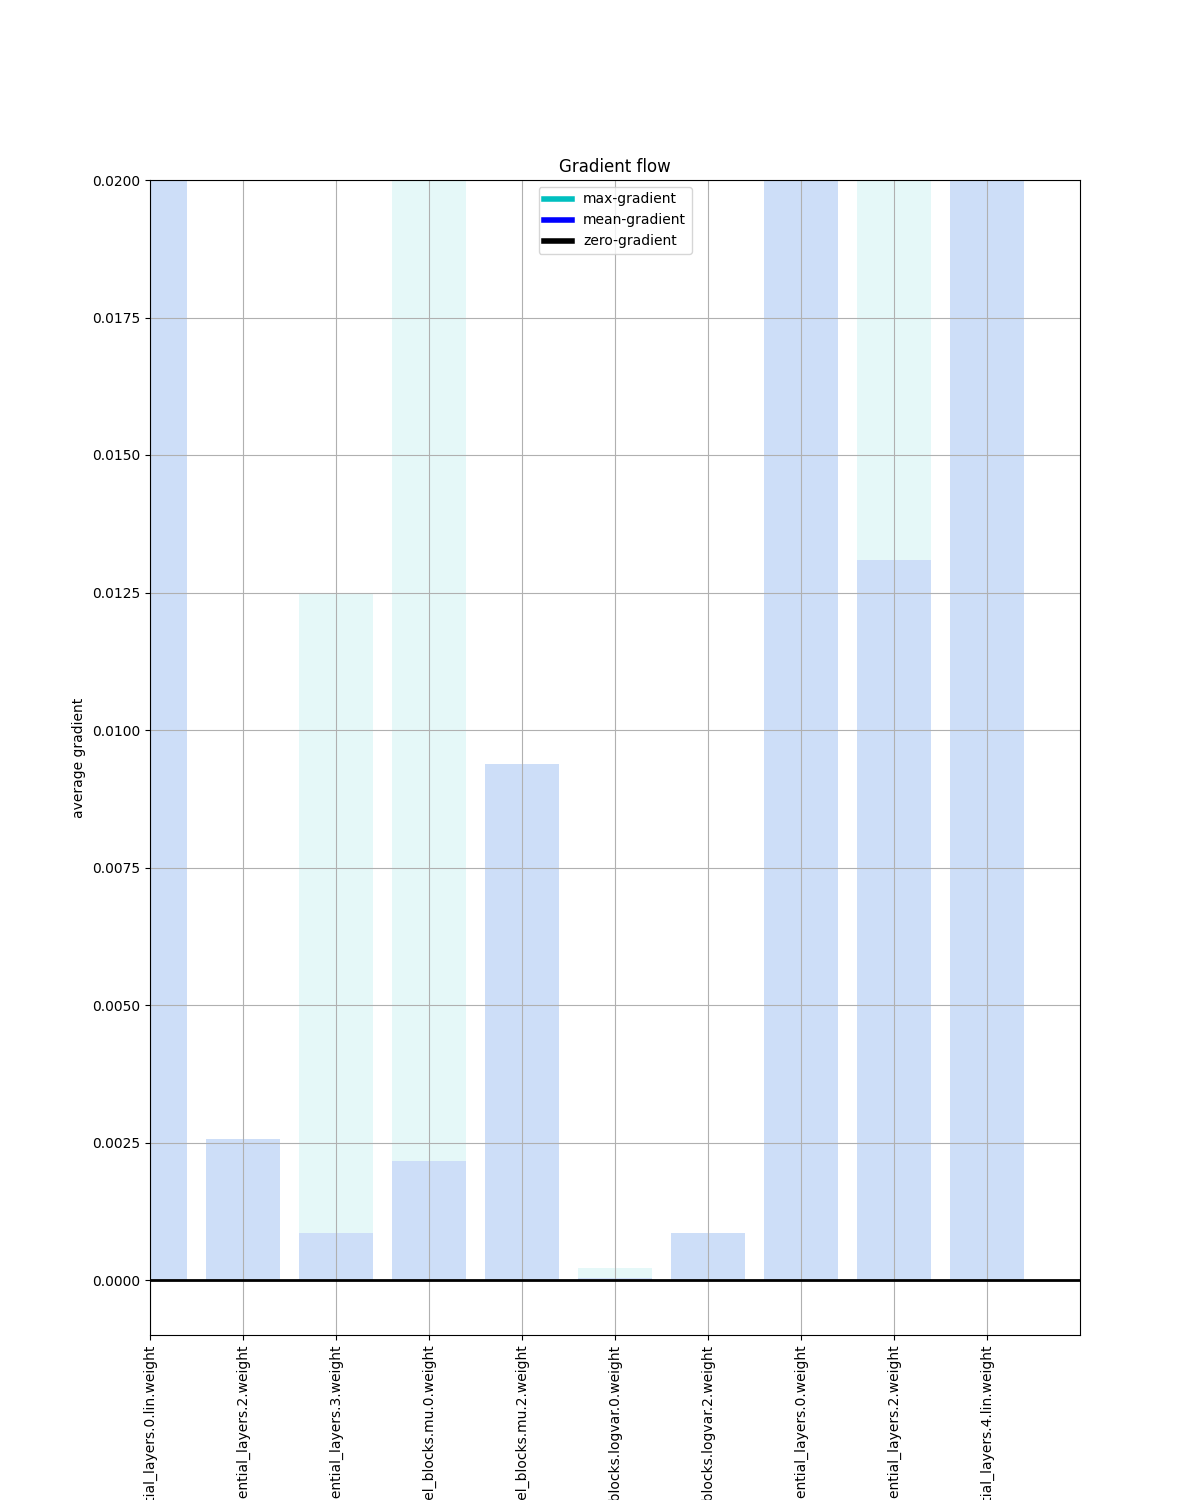 Gradient flow
max-gradient
mean-gradient
zero-gradient
0.0200
0.0175
0.0150
0.0125
0.0100
0.0075
0.0050
0.0025
0.0000
average gradient
tial_layers.0.lin.weight
ential_layers.2.weight
ential_layers.3.weight
el_blocks.mu.0.weight
el_blocks.mu.2.weight
blocks.logvar.0.weight
blocks.logvar.2.weight
ential_layers.0.weight
ential_layers.2.weight
tial_layers.4.lin.weight